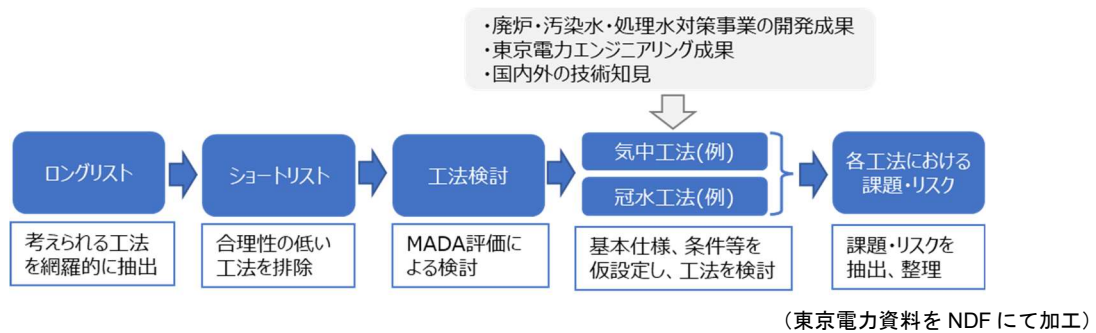 ・廃炉・汚染水・処理水対策事業の開発成果
・東京電力エンジニアリング成果
・国内外の技術知見
ロングリスト
ショートリスト
工法検討
気中工法(例)
冠水工法(例)
各工法における
課題・リスク
考えられる工法
を網羅的に抽出
合理性の低い
工法を排除
MADA評価に
よる検討
基本仕様、条件等を
仮設定し、工法を検討
課題・リスクを
抽出、整理
（東京電力資料を NDF にて加工）